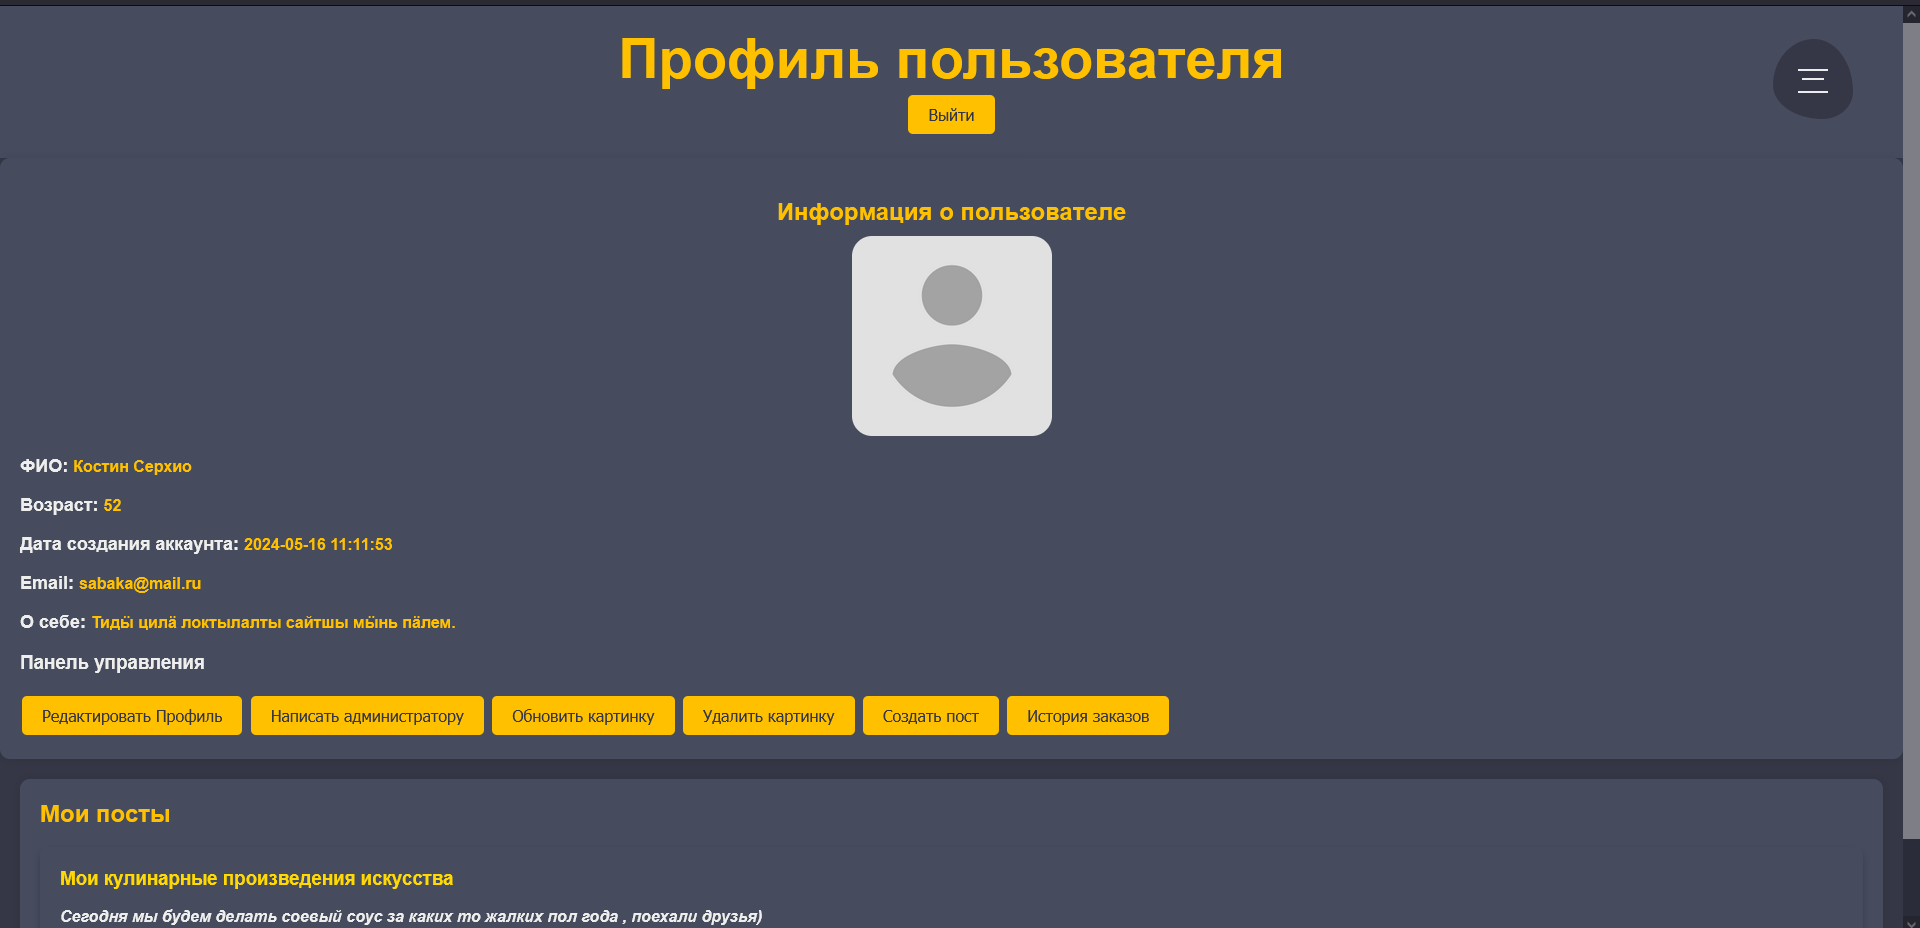 Профиль пользователя
Выйти
Информация о пользователе
ФИО: Костин Серхио
Возраст: 52
Дата создания аккаунта: 2024-05-16 11:11:53
Email: sabaka@mail.ru
О себе: Тидӹ цилӓ локтылалты сайтшы мӹнь пӓлем.
Панель управления
Редактировать Профиль
Написать администратору
Обновить картинку
Удалить картинку
Создать пост
История заказов
Мои посты
Мои кулинарные произведения искусства
Сегодня мы будем делать соевый соус за каких то жалких пол года , поехали друзья)